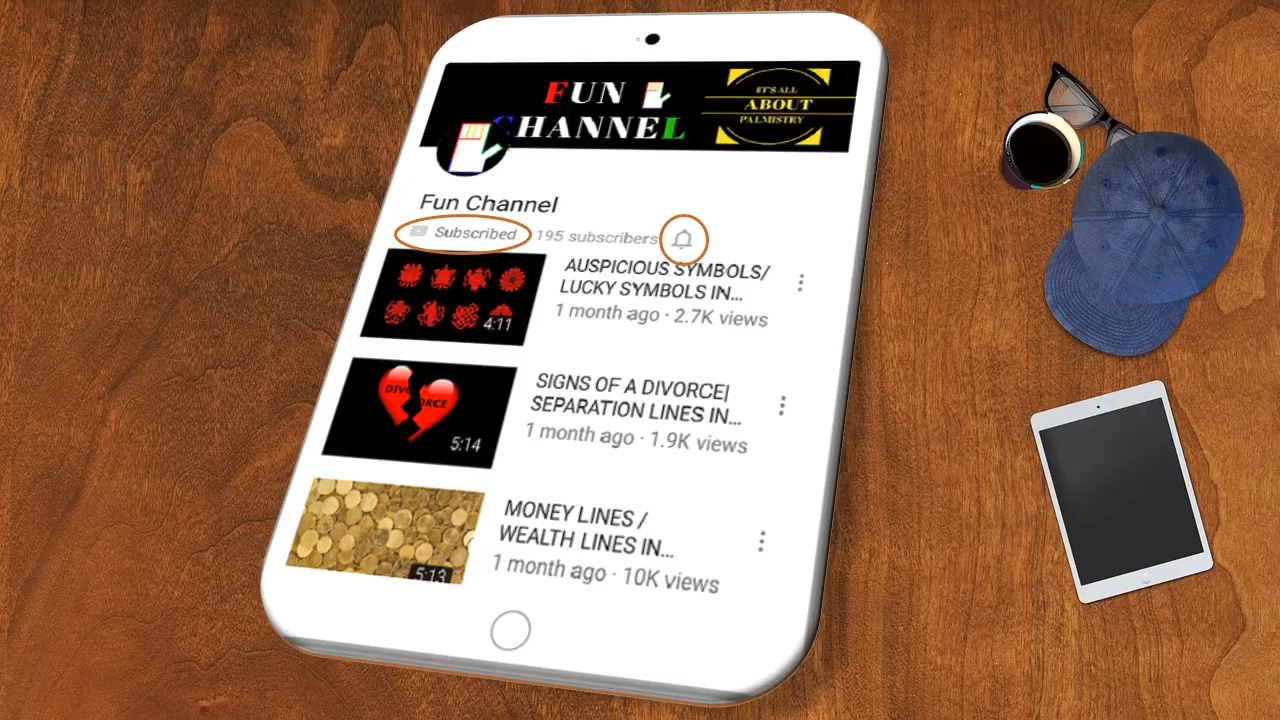 FUN
CHANNEL
IT'S ALL
ABOUT
PALMISTRY
Fun Channel
Subscribed 195 subscribers
AUSPICIOUS SYMBOLS/
LUCKY SYMBOLS IN...
1 month ago · 2.7K views
4:11
SIGNS OF A DIVORCE|
SEPARATION LINES IN...
1 month ago · 1.9K views
DIVORCE
5:14
MONEY LINES /
WEALTH LINES IN...
1 month ago · 10K views
5:13